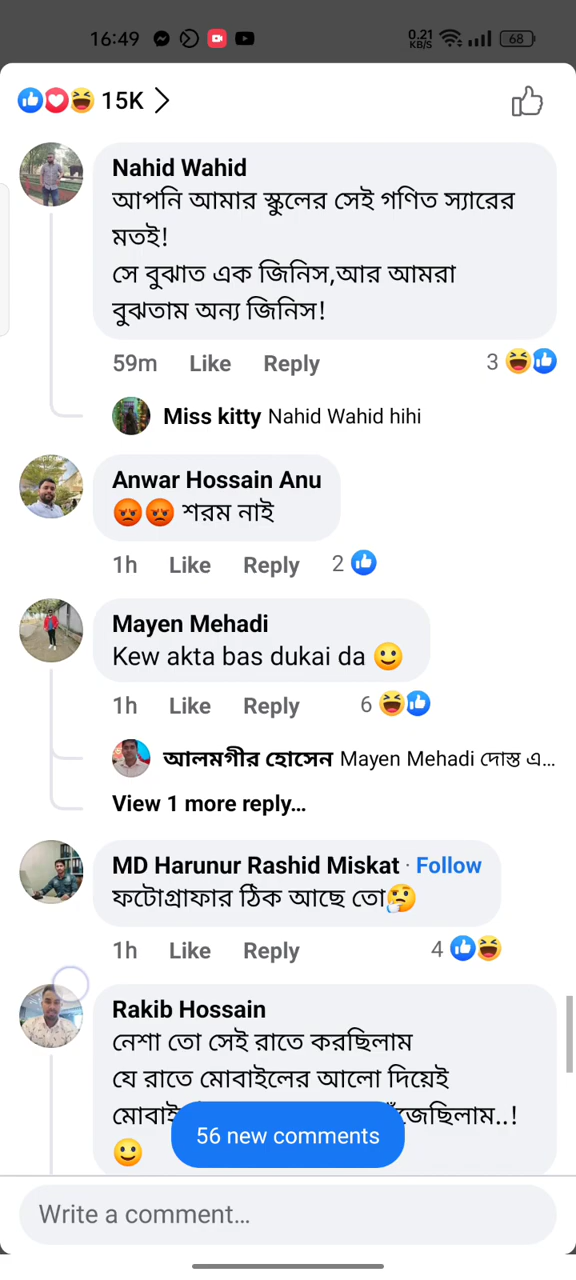 16:49
0.21
KB/S
68
15K
Nahid Wahid
আপনি আমার স্কুলের সেই গণিত স্যারের
মতই!
সে বুঝাত এক জিনিস,আর আমরা
বুঝতাম অন্য জিনিস!
59m Like Reply 3
Miss kitty Nahid Wahid hihi
Anwar Hossain Anu
😡😡 শরম নাই
1h Like Reply 2
Mayen Mehadi
Kew akta bas dukai da 🙂
1h Like Reply 6
আলমগীর হোসেন Mayen Mehadi দোস্ত এ...
View 1 more reply...
MD Harunur Rashid Miskat · Follow
ফটোগ্রাফার ঠিক আছে তো🤔
1h Like Reply 4
Rakib Hossain
নেশা তো সেই রাতে করছিলাম
যে রাতে মোবাইলের আলো দিয়েই
🙂
56 new comments
Write a comment...